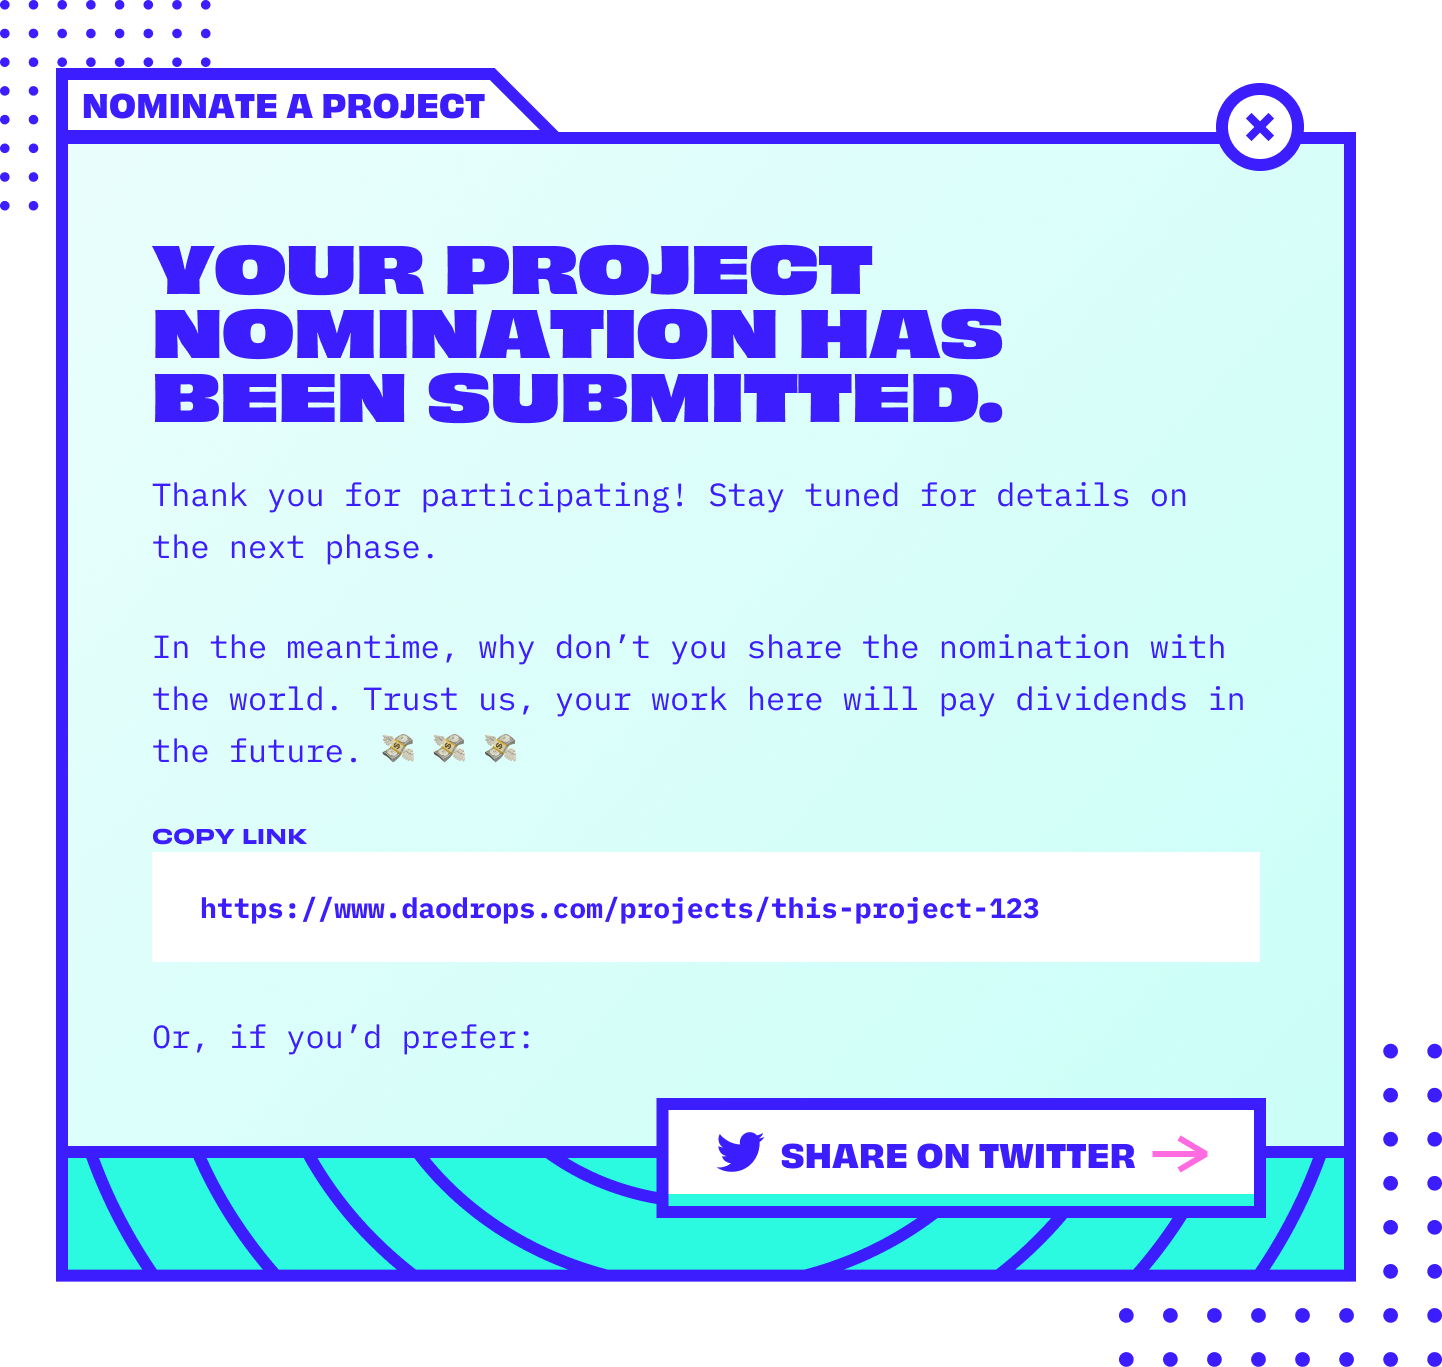 NOMINATE A PROJECT
YOUR PROJECT
NOMINATION HAS
BEEN SUBMITTED.
Thank you for participating! Stay tuned for details on
the next phase.
In the meantime, why don’t you share the nomination with
the world. Trust us, your work here will pay dividends in
the future. 💸 💸 💸
COPY LINK
https://www.daodrops.com/projects/this-project-123
Or, if you’d prefer:
SHARE ON TWITTER